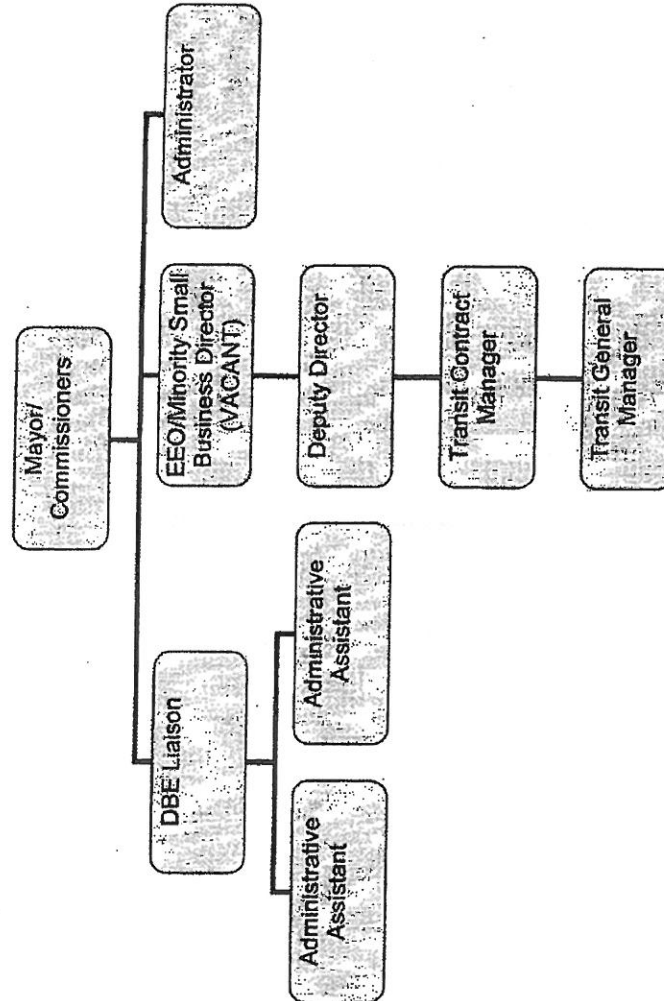 Mayor/
Commissioners
DBE Liaison
EEO/Minority Small
Business Director
(VACANT)
Administrator
Administrative
Assistant
Administrative
Assistant
Deputy Director
Transit Contract
Manager
Transit General
Manager